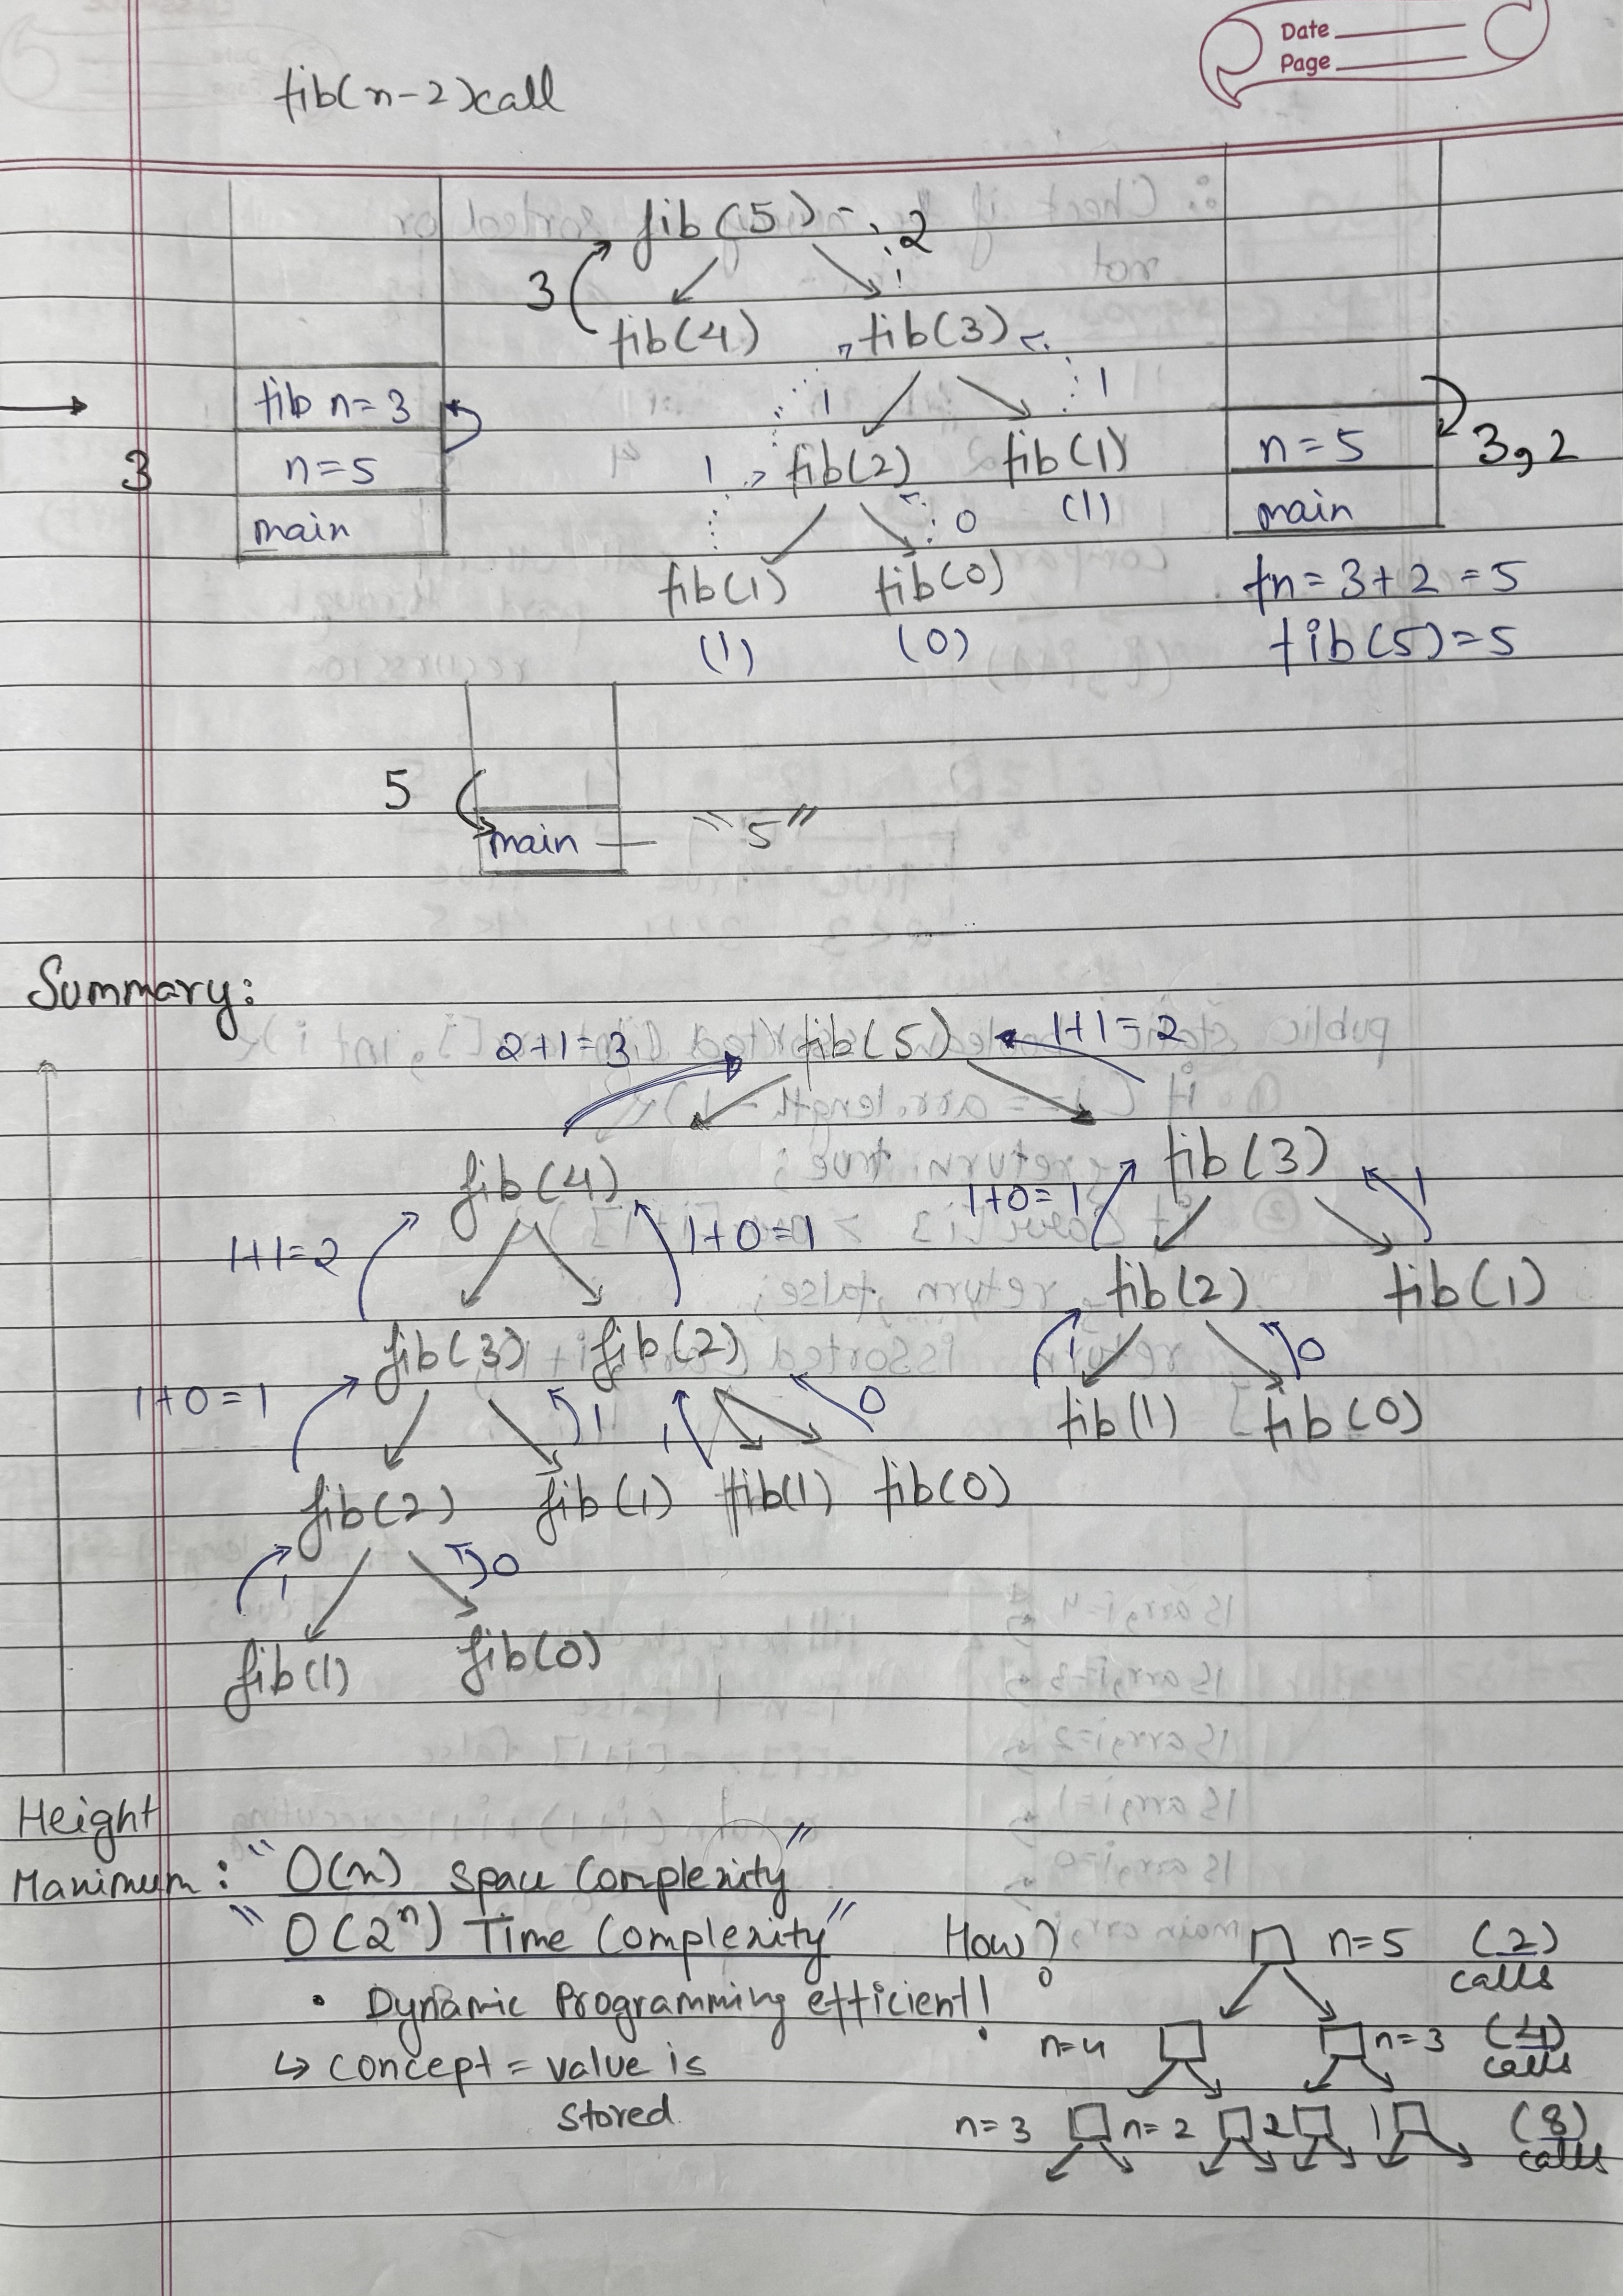 Date
Page
fib(n-2)call
fib(5)
2
3
fib(4) fib(3)
fib n=3
1 1
n=5
3
1 fib(2) fib(1)
n=5
3,2
main
0 (1)
main
fib(1) fib(0)
fn=3+2=5
(1) (0)
fib(5)=5
5
main — "5"
Summary:
2+1=3 fib(5) 1+1=2
fib(4) fib(3)
1+1=2 1+0=1 1+0=1 1
fib(3) fib(2) fib(2) fib(1)
1+0=1 1 1 0 1 0
fib(1) fib(0)
fib(2) fib(1) fib(1) fib(0)
1 0
fib(1) fib(0)
Height
Maximum: "O(n) Space Complexity"
"O(2ⁿ) Time Complexity"
• Dynamic Programming efficient!
↳ concept = value is
stored.
How?
n=5 (2)
calls
n=4 n=3 (4)
calls
n=3 n=2 2 1 (8)
calls